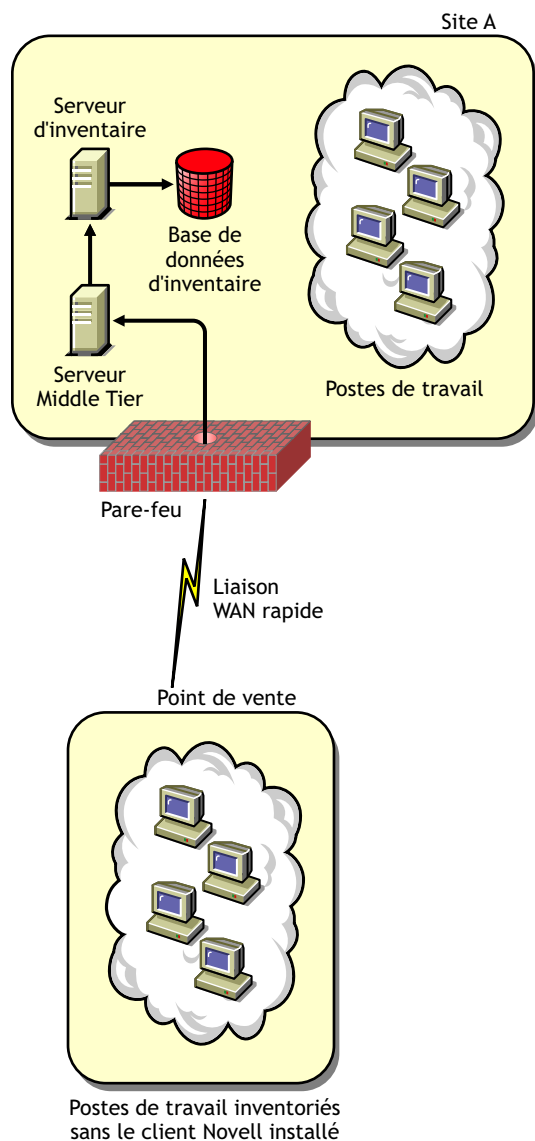 Site A
Serveur
d'inventaire
Base de
données
d'inventaire
Serveur
Middle Tier
Postes de travail
Pare-feu
Liaison
WAN rapide
Point de vente
Postes de travail inventoriés
sans le client Novell installé